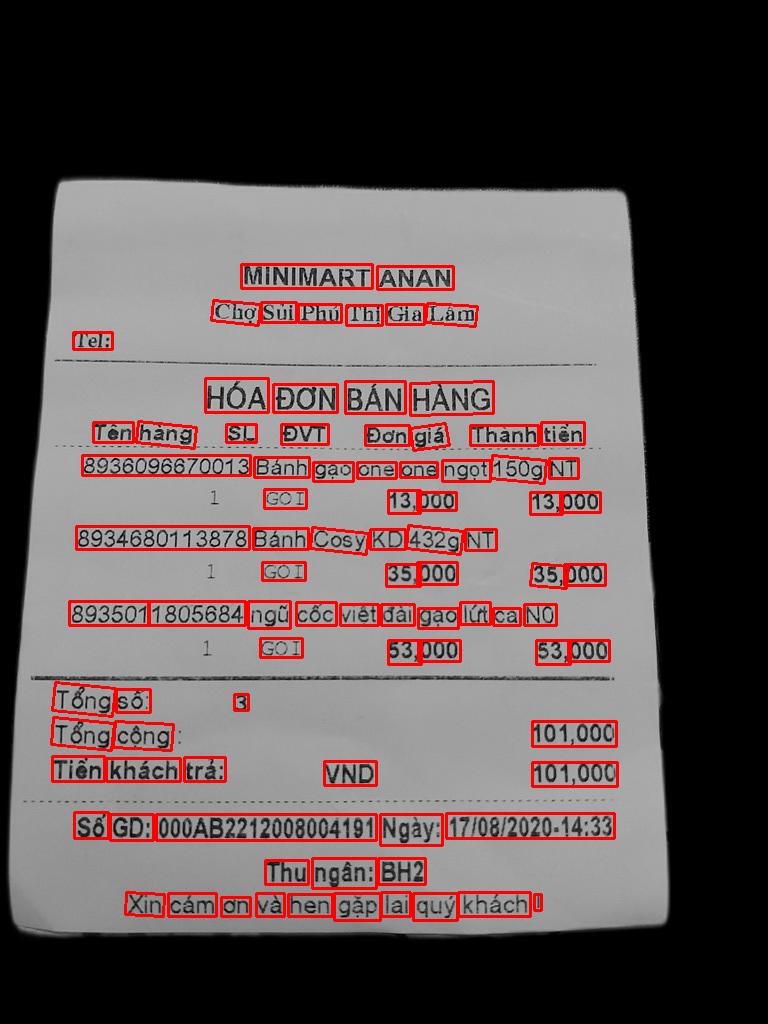 MINIMART ANAN
Chợ Sủi Phú Thị Gia Lâm
Tel:
HÓA ĐƠN BÁN HÀNG
Tên hàng SL ĐVT Đơn giá Thành tiền
8936096670013 Bánh gạo one one ngọt 150g NT
1 GOI 13,000 13,000
8934680113878 Bánh Cosy KD 432g NT
1 GOI 35,000 35,000
8935011805684 ngũ cốc việt đài gạo lứt ca N0
1 GOI 53,000 53,000
Tổng số: 3
Tổng cộng : 101,000
Tiền khách trả: VND 101,000
Số GD: 000AB2212008004191 Ngày: 17/08/2020-14:33
Thu ngân: BH2
Xin cám ơn và hẹn gặp lại quý khách !